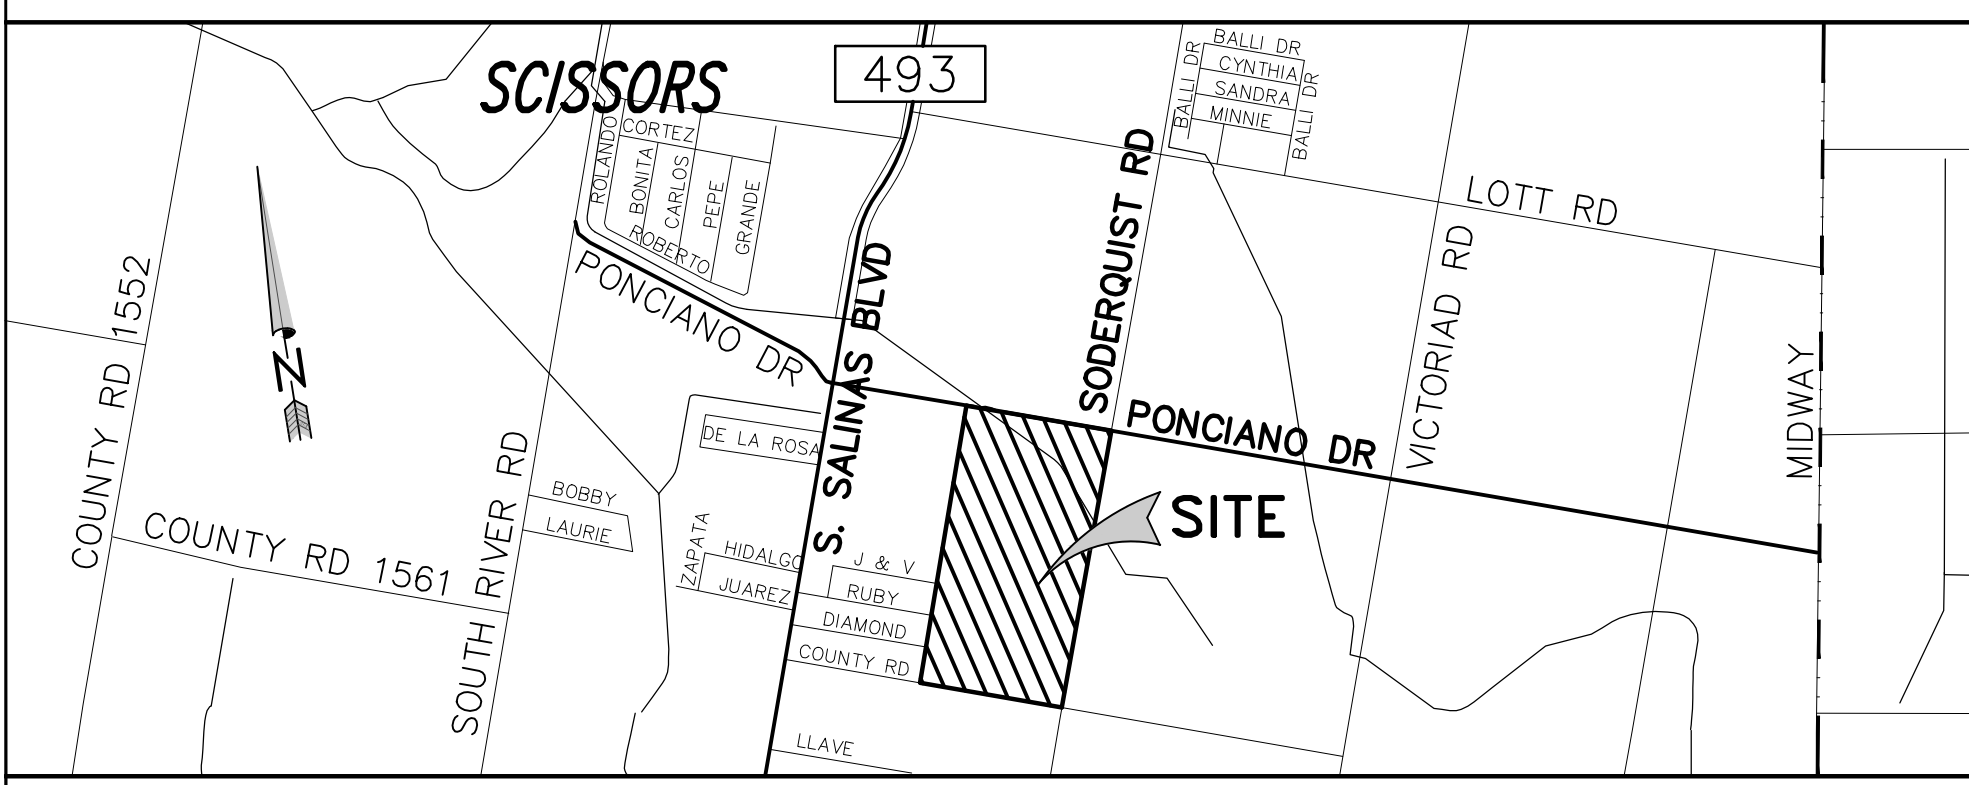 SCISSORS
493
BALLI DR
CYNTHIA
SANDRA
MINNIE
BALLI DR
BALLI DR
ROLANDO
CORTEZ
BONITA
CARLOS
PEPE
GRANDE
ROBERTO
PONCIANO DR
S. SALINAS BLVD
SODERQUIST RD
LOTT RD
VICTORIAD RD
MIDWAY
COUNTY RD 1552
N
PONCIANO DR
DE LA ROSA
SITE
COUNTY RD 1561
SOUTH RIVER RD
BOBBY
LAURIE
ZAPATA
HIDALGO
JUAREZ
J & V
RUBY
DIAMOND
COUNTY RD
LLAVE